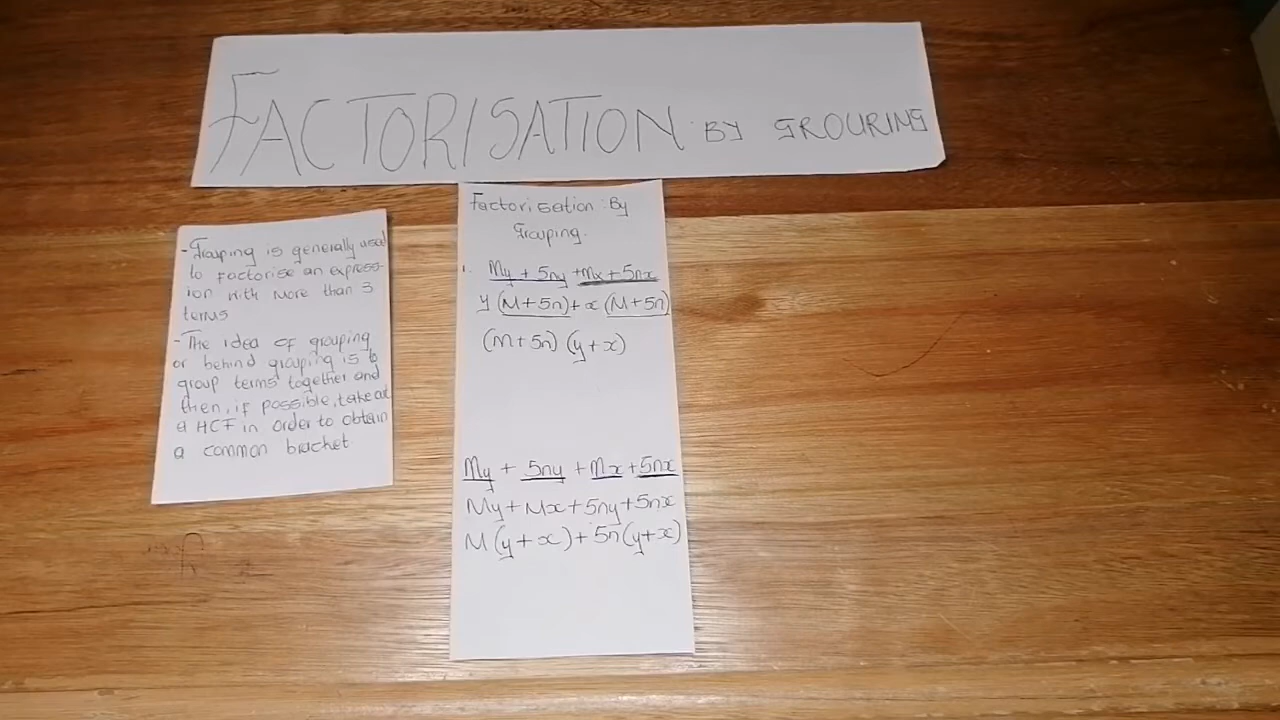 FACTORISATION BY GROUPING
- Grouping is generally used
to factorise an express-
ion with more than 3
terms
- The idea of grouping
or behind grouping is to
group terms together and
then, if possible, take out
a HCF in order to obtain
a common bracket.
Factorisation: By
Grouping.
1. My + 5ny + Mx + 5nx
y (M + 5n) + x (M + 5n)
(M + 5n) (y + x)
My + 5ny + Mx + 5nx
My + Mx + 5ny + 5nx
M (y + x) + 5n (y + x)